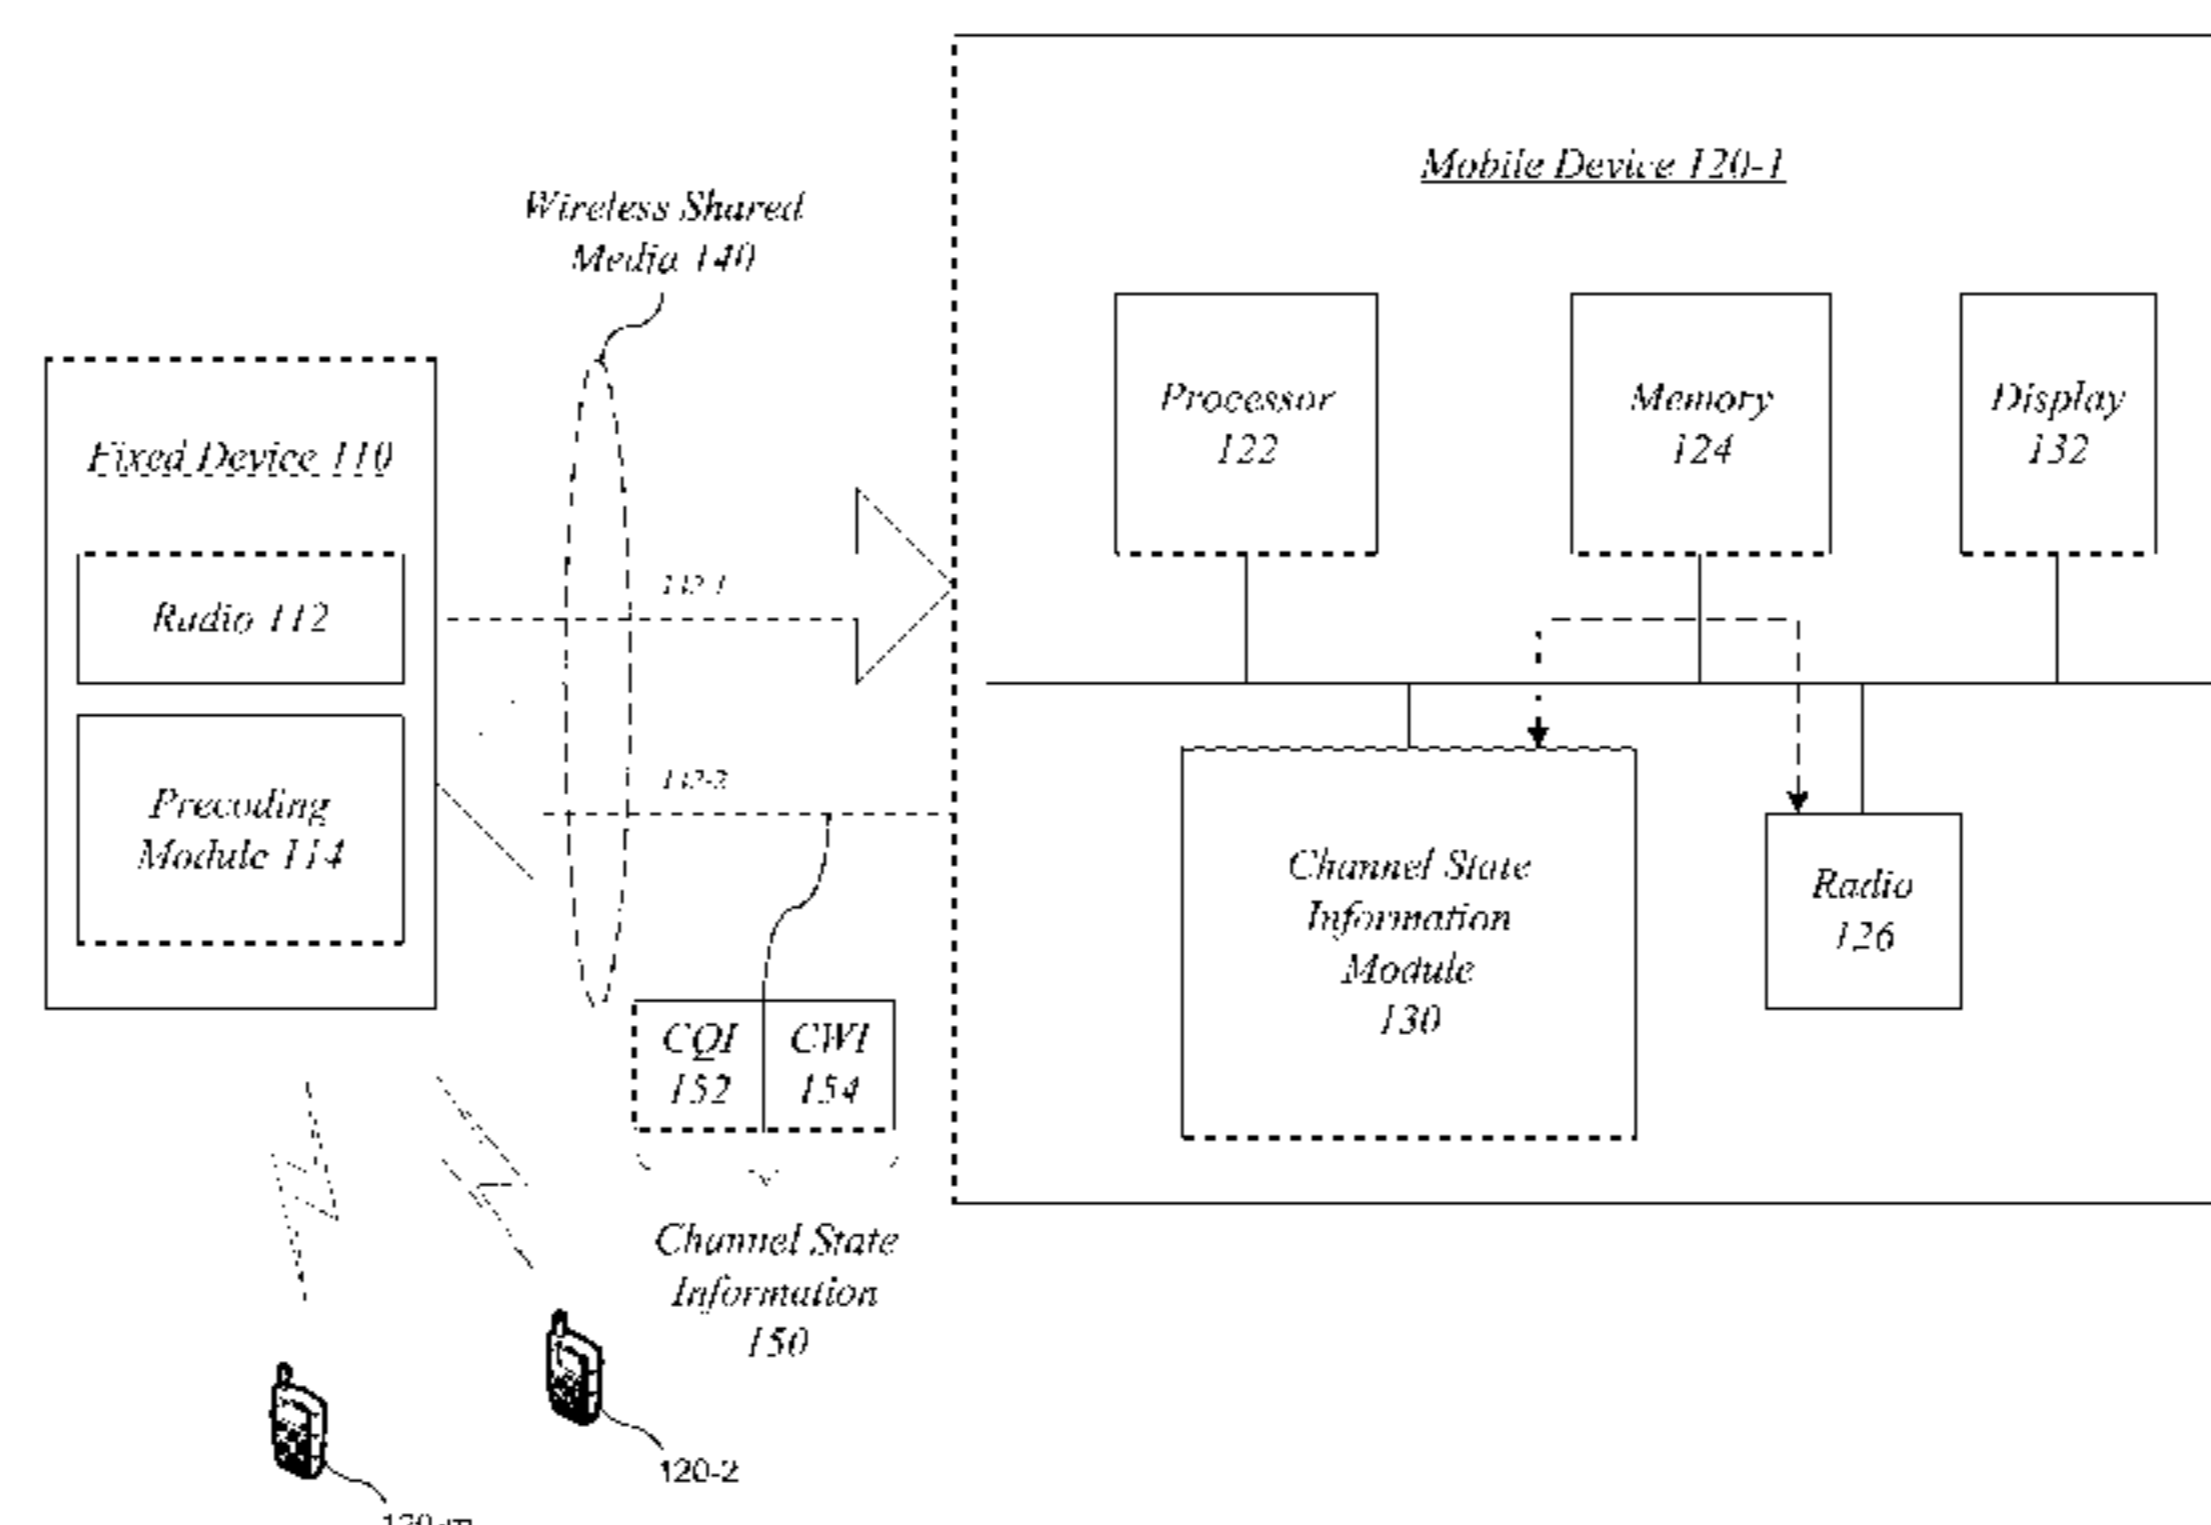 Mobile Device 120-1
Wireless Shared
Media 140
Processor
122
Memory
124
Display
132
Fixed Device 110
Radio 112
Precoding
Module 114
Channel State
Information
Module
130
Radio
126
CQI
152
CWI
154
Channel State
Information
150
120-2